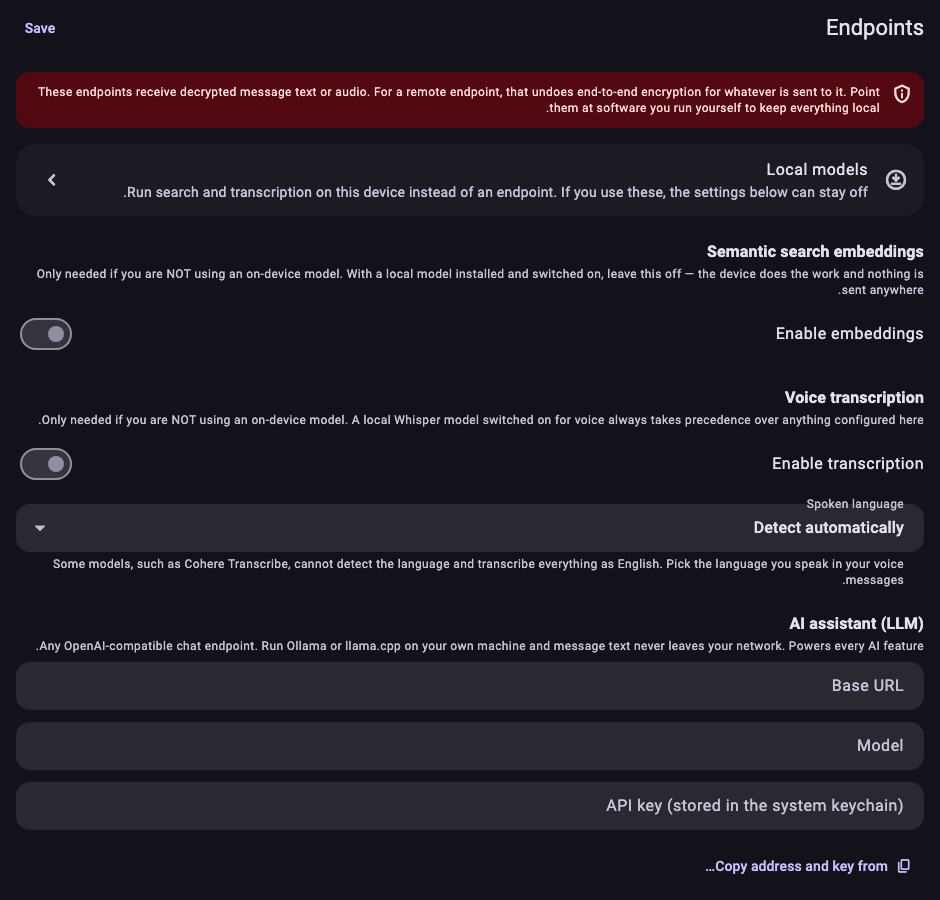 Endpoints
Save
These endpoints receive decrypted message text or audio. For a remote endpoint, that undoes end-to-end encryption for whatever is sent to it. Point
.them at software you run yourself to keep everything local
Local models
.Run search and transcription on this device instead of an endpoint. If you use these, the settings below can stay off
Semantic search embeddings
Only needed if you are NOT using an on-device model. With a local model installed and switched on, leave this off — the device does the work and nothing is
.sent anywhere
Enable embeddings
Voice transcription
.Only needed if you are NOT using an on-device model. A local Whisper model switched on for voice always takes precedence over anything configured here
Enable transcription
Spoken language
Detect automatically
Some models, such as Cohere Transcribe, cannot detect the language and transcribe everything as English. Pick the language you speak in your voice
.messages
AI assistant (LLM)
.Any OpenAI-compatible chat endpoint. Run Ollama or llama.cpp on your own machine and message text never leaves your network. Powers every AI feature
Base URL
Model
API key (stored in the system keychain)
…Copy address and key from